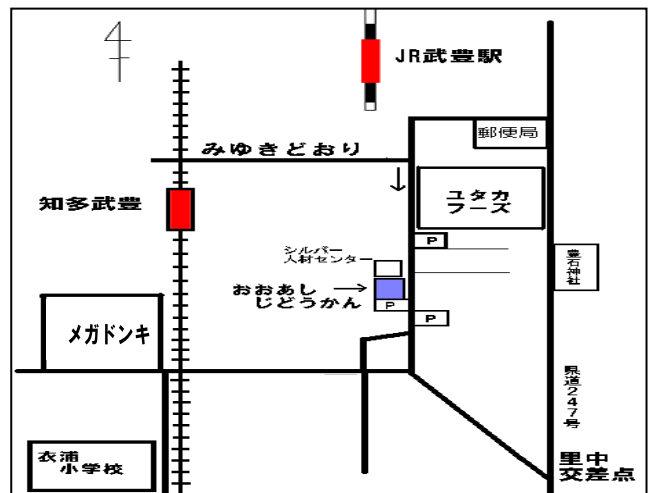 JR武豊駅
郵便局
みゆきどおり
ユタカ
フーズ
知多武豊
P
シルバー
人材センター
豊石神社
おおあし
じどうかん
P
P
メガドンキ
県道247号
衣浦
小学校
里中
交差点